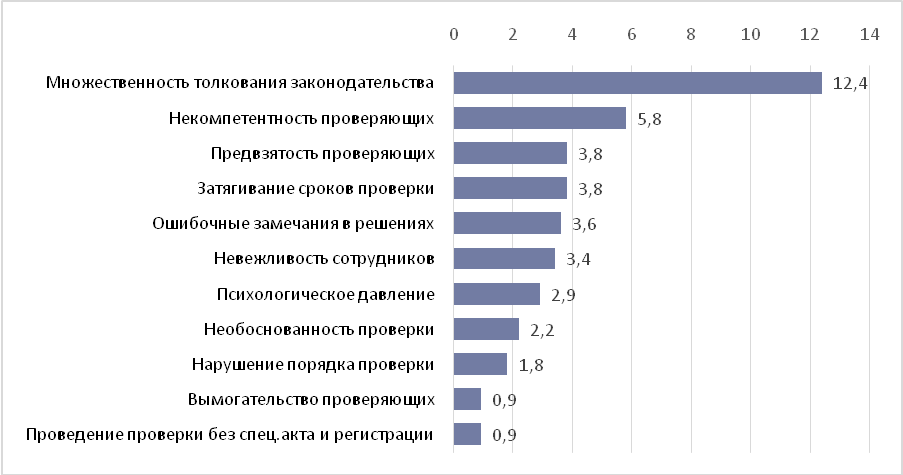 0 2 4 6 8 10 12 14
Множественность толкования законодательства 12,4
Некомпетентность проверяющих 5,8
Предвзятость проверяющих 3,8
Затягивание сроков проверки 3,8
Ошибочные замечания в решениях 3,6
Невежливость сотрудников 3,4
Психологическое давление 2,9
Необоснованность проверки 2,2
Нарушение порядка проверки 1,8
Вымогательство проверяющих 0,9
Проведение проверки без спец.акта и регистрации 0,9